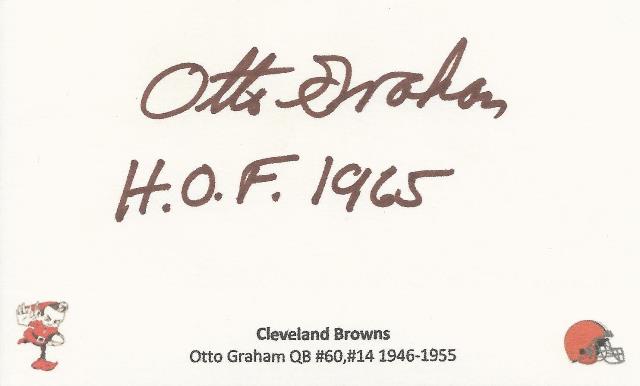 Otto Graham
H.O.F. 1965
Cleveland Browns
Otto Graham QB #60,#14 1946-1955